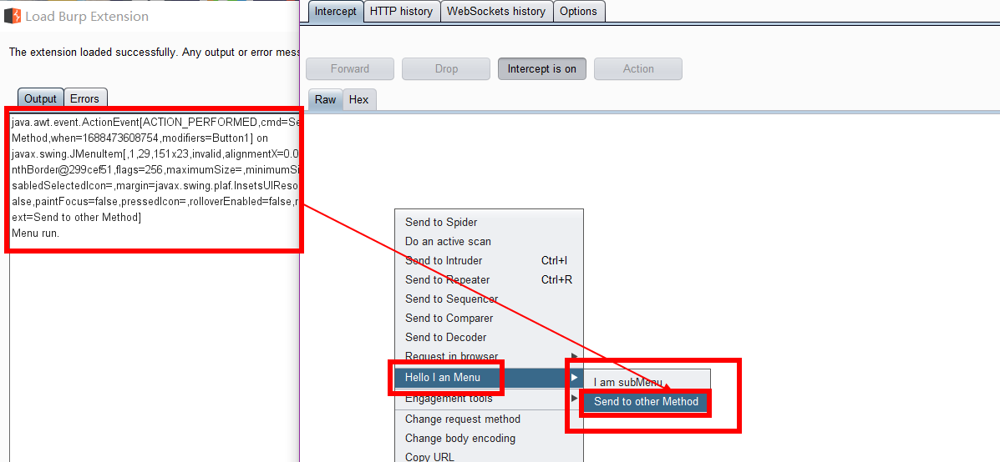 Load Burp Extension
The extension loaded successfully. Any output or error mes
Output Errors
java.awt.event.ActionEvent[ACTION_PERFORMED,cmd=Se
Method,when=1688473608754,modifiers=Button1] on
javax.swing.JMenuItem[,1,29,151x23,invalid,alignmentX=0.0
nthBorder@299cef51,flags=256,maximumSize=,minimumSi
sabledSelectedIcon=,margin=javax.swing.plaf.InsetsUIReso
alse,paintFocus=false,pressedIcon=,rolloverEnabled=false,r
ext=Send to other Method]
Menu run.
Intercept HTTP history WebSockets history Options
Forward Drop Intercept is on Action
Raw Hex
Send to Spider
Do an active scan
Send to Intruder Ctrl+I
Send to Repeater Ctrl+R
Send to Sequencer
Send to Comparer
Send to Decoder
Request in browser
Hello I an Menu
Engagement tools
Change request method
Change body encoding
Copy URL
I am subMenu
Send to other Method